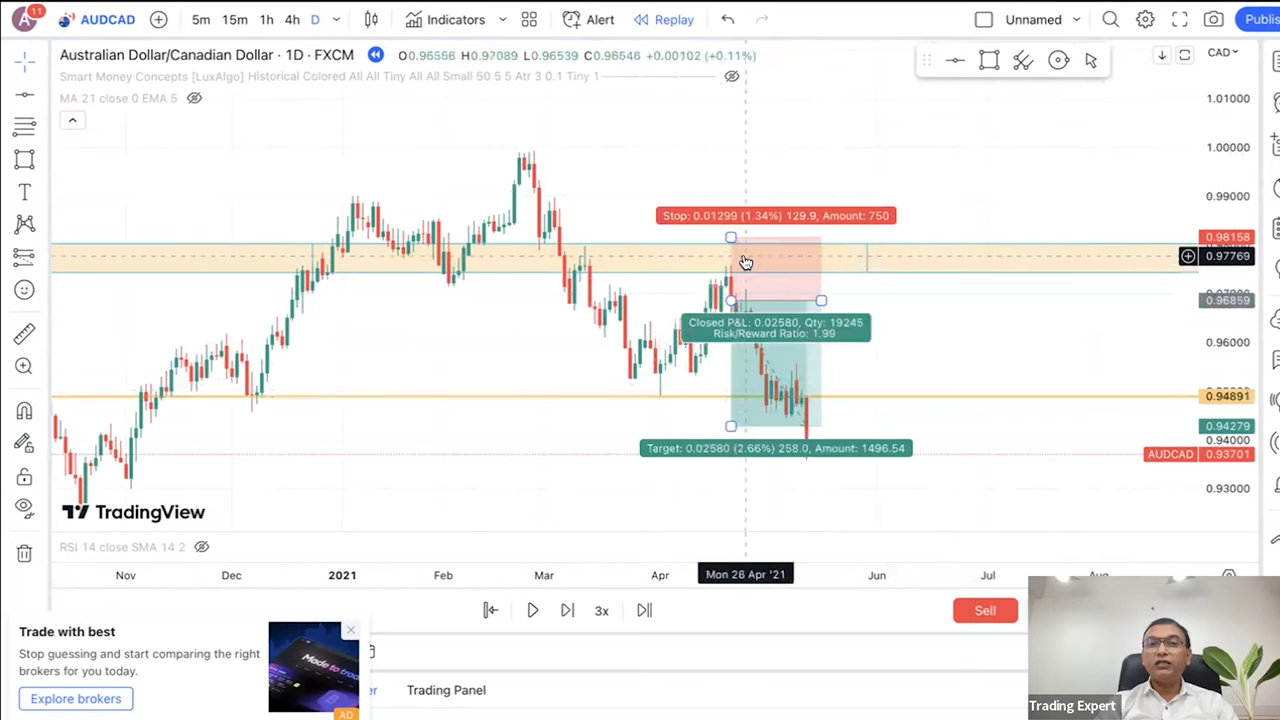 A
11
AUDCAD
5m 15m 1h 4h D
Indicators
Alert
Replay
Unnamed
Publis
Australian Dollar/Canadian Dollar · 1D · FXCM
O0.96556 H0.97089 L0.96539 C0.96646 +0.00102 (+0.11%)
CAD
Smart Money Concepts [LuxAlgo] Historical Colored All All Tiny All All Small 50 5 5 Atr 3 0.1 Tiny 1
MA 21 close 0 EMA 5
1.01000
1.00000
0.99000
Stop: 0.01299 (1.34%) 129.9, Amount: 750
0.98158
0.97769
0.96859
Closed P&L: 0.02580, Qty: 19245
Risk/Reward Ratio: 1.99
0.96000
0.94891
0.94279
0.94000
Target: 0.02580 (2.66%) 258.0, Amount: 1496.54
AUDCAD 0.93701
0.93000
TradingView
RSI 14 close SMA 14 2
Nov Dec 2021 Feb Mar Apr Mon 26 Apr '21 Jun Jul
3x
Sell
Trade with best
Stop guessing and start comparing the right
brokers for you today.
Explore brokers
Made to
AD
er
Trading Panel
Trading Expert